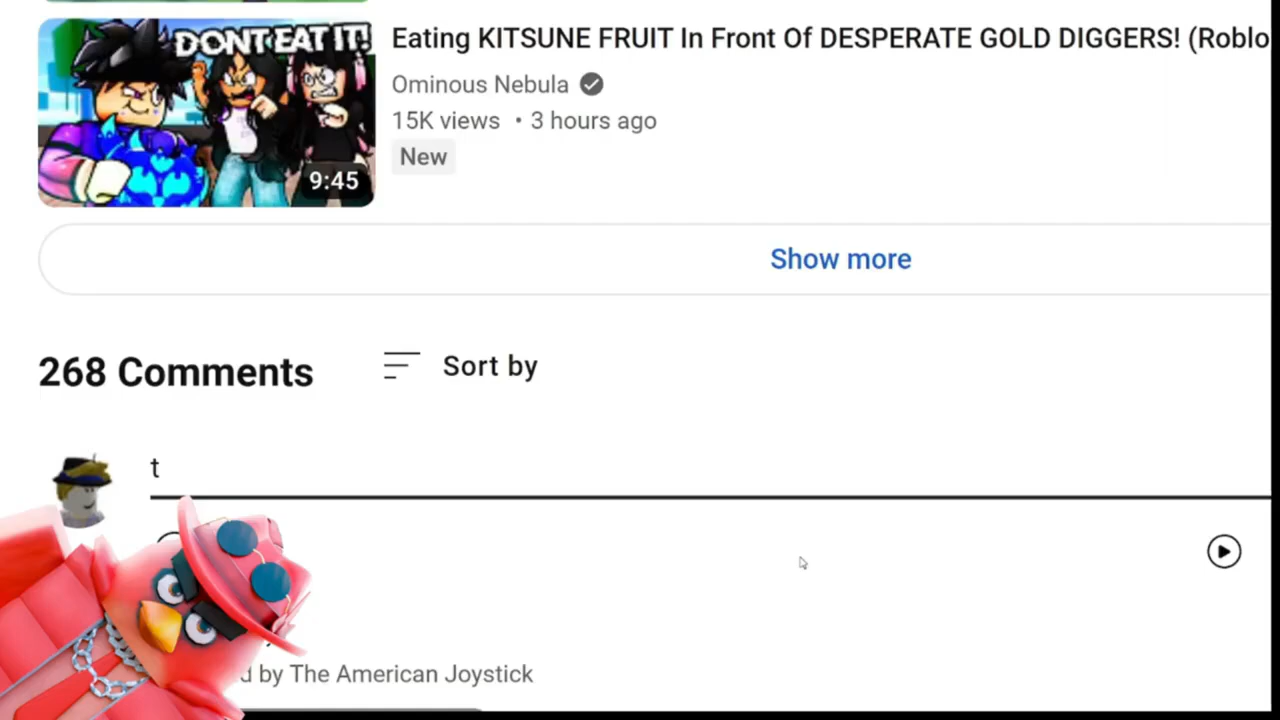 DONT EAT IT!
Eating KITSUNE FRUIT In Front Of DESPERATE GOLD DIGGERS! (Roblo
Ominous Nebula
15K views • 3 hours ago
New
9:45
Show more
268 Comments
Sort by
t
d by The American Joystick